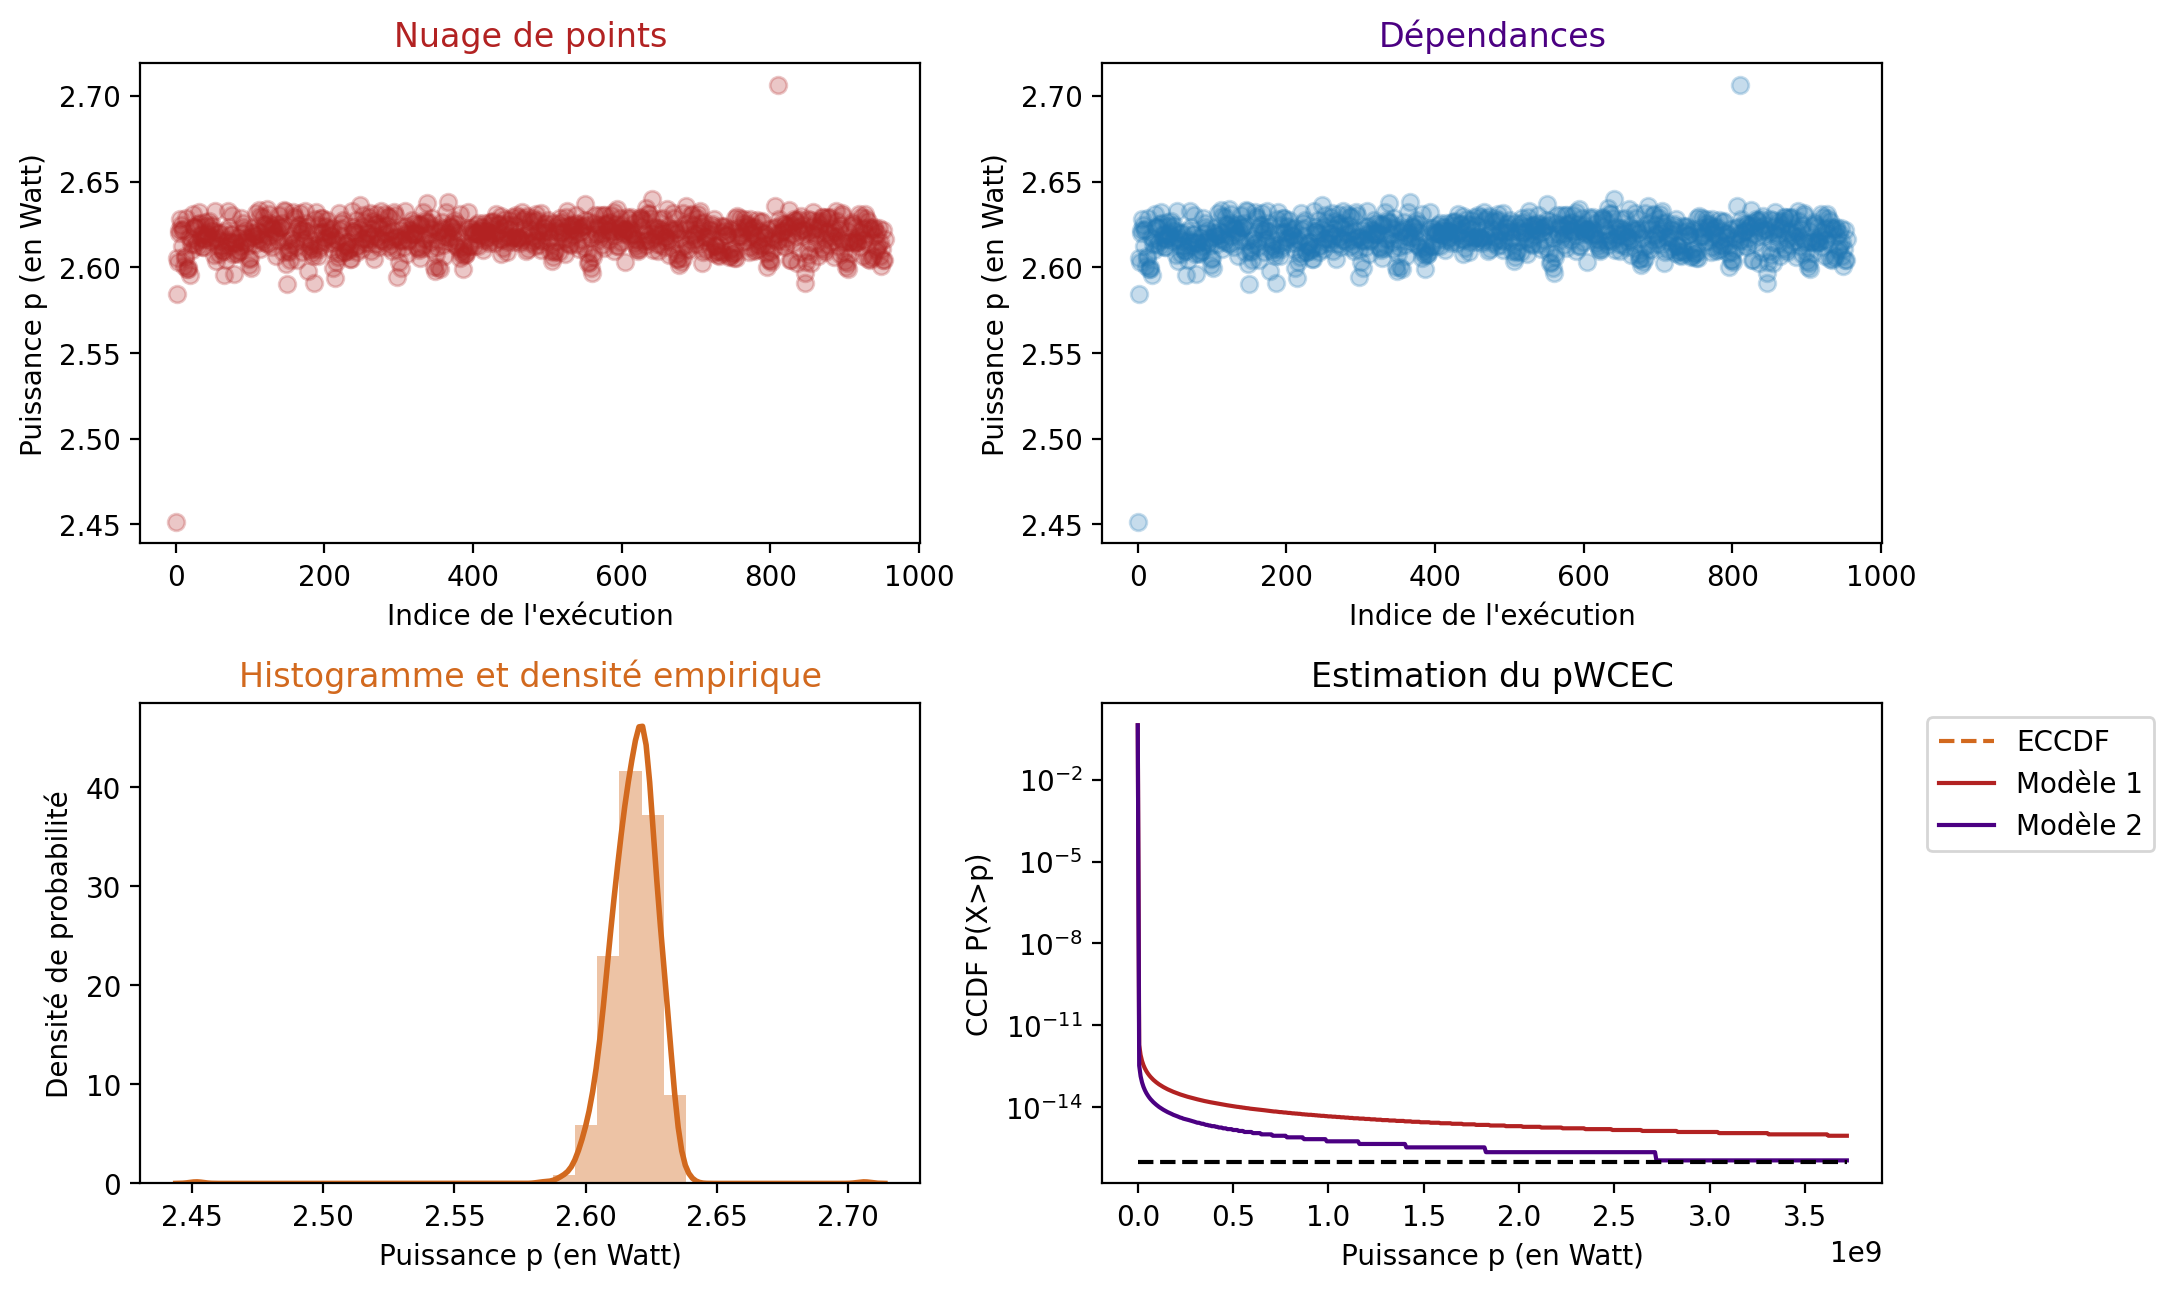 Nuage de points
Puissance p (en Watt)
2.70
2.65
2.60
2.55
2.50
2.45
0 200 400 600 800 1000
Indice de l'exécution
Dépendances
Puissance p (en Watt)
2.70
2.65
2.60
2.55
2.50
2.45
0 200 400 600 800 1000
Indice de l'exécution
Histogramme et densité empirique
Densité de probabilité
40
30
20
10
0
2.45 2.50 2.55 2.60 2.65 2.70
Puissance p (en Watt)
Estimation du pWCEC
CCDF P(X>p)
10⁻²
10⁻⁵
10⁻⁸
10⁻¹¹
10⁻¹⁴
0.0 0.5 1.0 1.5 2.0 2.5 3.0 3.5
1e9
Puissance p (en Watt)
ECCDF
Modèle 1
Modèle 2